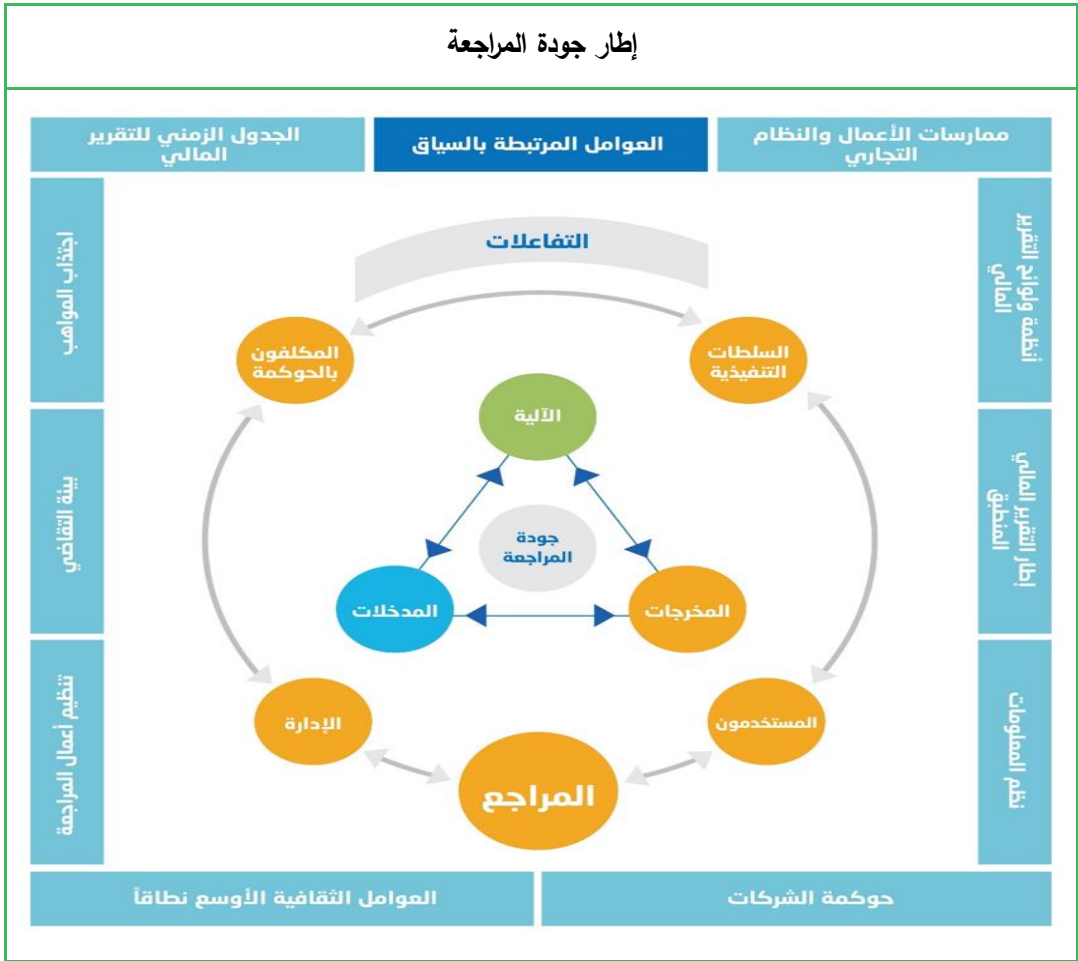 إطار جودة المراجعة
ممارسات الأعمال والنظام
التجاري
العوامل المرتبطة بالسياق
الجدول الزمني للتقرير
المالي
أنظمة ولوائح التقرير
المالي
إطار التقرير المالي
المنطبق
نظم المعلومات
اجتذاب المواهب
بيئة التقاضي
تنظيم أعمال المراجعة
التفاعلات
السلطات
التنفيذية
المكلفون
بالحوكمة
الآلية
جودة
المراجعة
المخرجات
المدخلات
المستخدمون
الإدارة
المراجع
حوكمة الشركات
العوامل الثقافية الأوسع نطاقاً